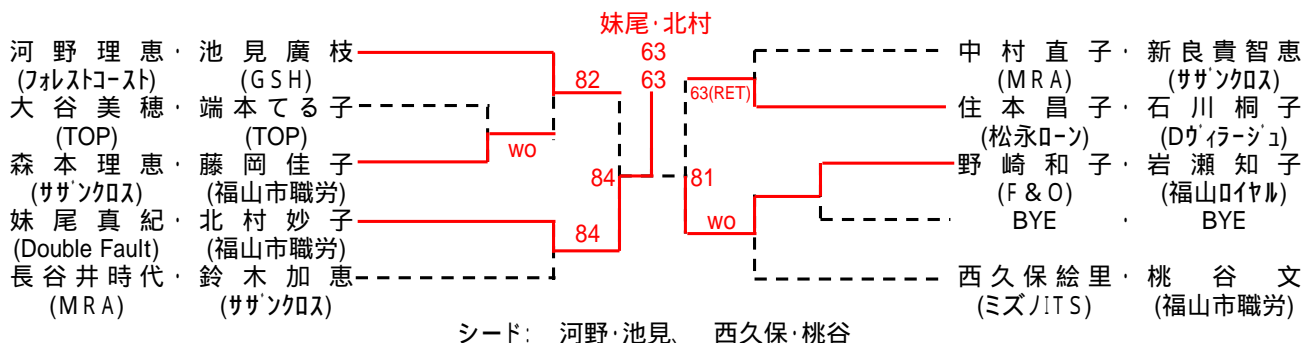 妹尾・北村
63
63
河野理恵・池見廣枝
(フォレストコースト) (GSH)
大谷美穂・端本てる子
(TOP) (TOP)
森本理恵・藤岡佳子
(サザンクロス) (福山市職労)
妹尾真紀・北村妙子
(Double Fault) (福山市職労)
長谷井時代・鈴木加恵
(MRA) (サザンクロス)
82
wo
84
84
63(RET)
81
wo
中村直子・新良貴智恵
(MRA) (サザンクロス)
住本昌子・石川桐子
(松永ローン) (Dヴィラージュ)
野崎和子・岩瀬知子
(F&O) (福山ロイヤル)
BYE ・ BYE
西久保絵里・桃谷文
(ミズノITS) (福山市職労)
シード: 河野・池見、 西久保・桃谷